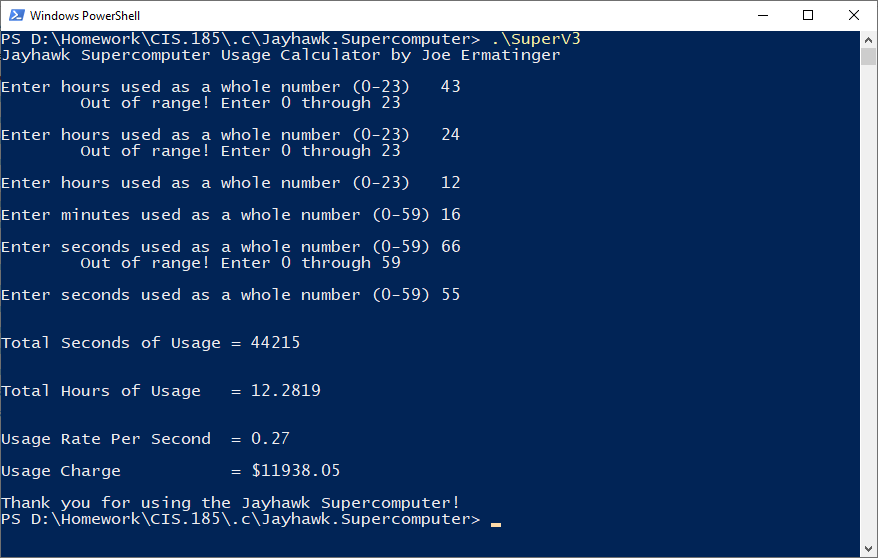 Windows PowerShell
PS D:\Homework\CIS.185\.c\Jayhawk.Supercomputer> .\SuperV3
Jayhawk Supercomputer Usage Calculator by Joe Ermatinger
Enter hours used as a whole number (0-23)   43
        Out of range! Enter 0 through 23
Enter hours used as a whole number (0-23)   24
        Out of range! Enter 0 through 23
Enter hours used as a whole number (0-23)   12
Enter minutes used as a whole number (0-59) 16
Enter seconds used as a whole number (0-59) 66
        Out of range! Enter 0 through 59
Enter seconds used as a whole number (0-59) 55
Total Seconds of Usage = 44215
Total Hours of Usage   = 12.2819
Usage Rate Per Second  = 0.27
Usage Charge           = $11938.05
Thank you for using the Jayhawk Supercomputer!
PS D:\Homework\CIS.185\.c\Jayhawk.Supercomputer>